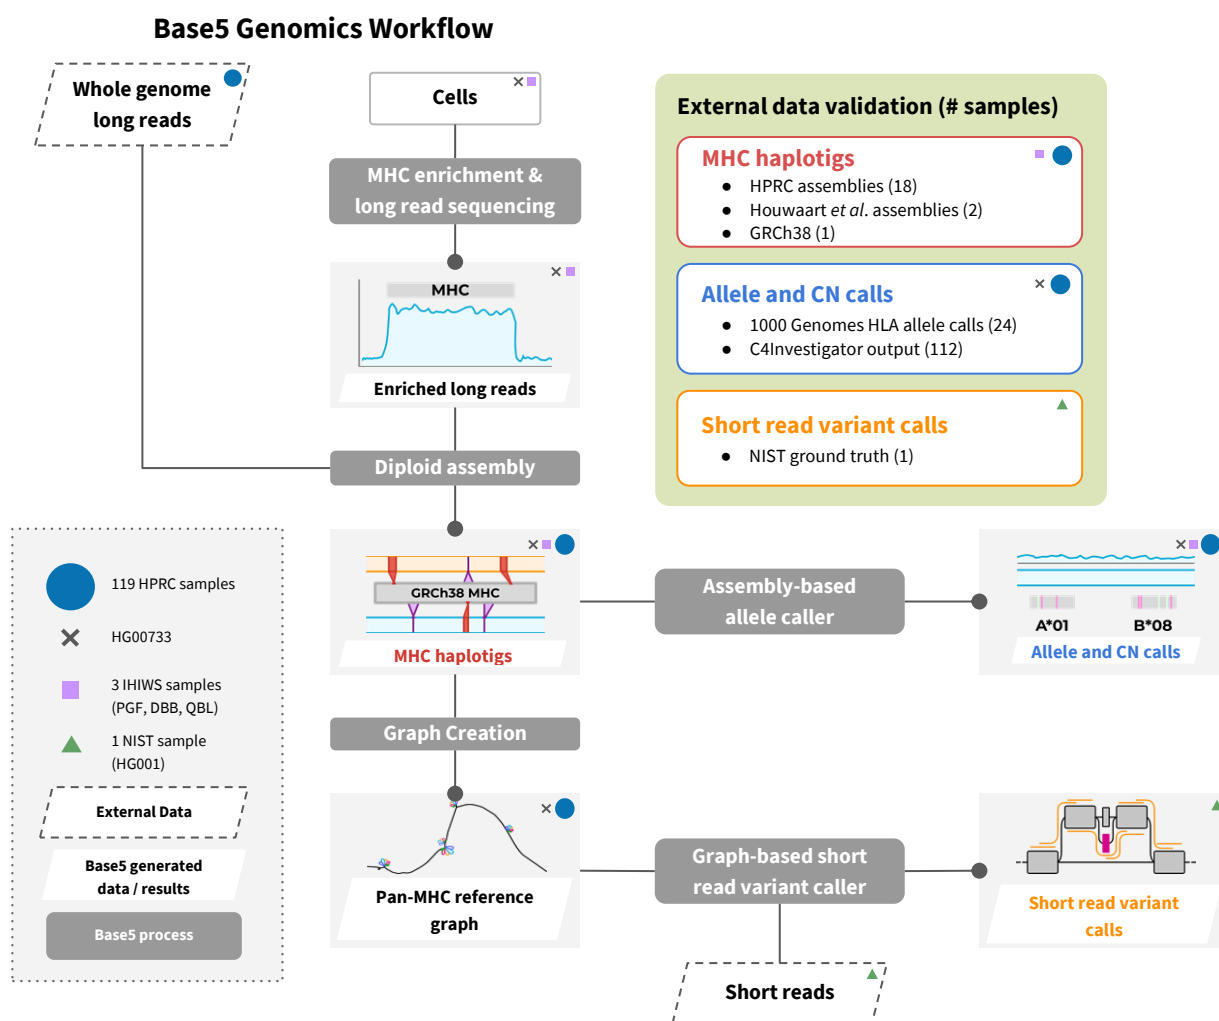 Base5 Genomics Workflow
Whole genome
long reads
Cells
MHC enrichment &
long read sequencing
MHC
Enriched long reads
Diploid assembly
External data validation (# samples)
MHC haplotigs
● HPRC assemblies (18)
● Houwaart et al. assemblies (2)
● GRCh38 (1)
Allele and CN calls
● 1000 Genomes HLA allele calls (24)
● C4Investigator output (112)
Short read variant calls
● NIST ground truth (1)
119 HPRC samples
HG00733
3 IHIWS samples
(PGF, DBB, QBL)
1 NIST sample
(HG001)
External Data
Base5 generated
data / results
Base5 process
GRCh38 MHC
MHC haplotigs
Assembly-based
allele caller
A*01
B*08
Allele and CN calls
Graph Creation
Pan-MHC reference
graph
Graph-based short
read variant caller
Short read variant
calls
Short reads